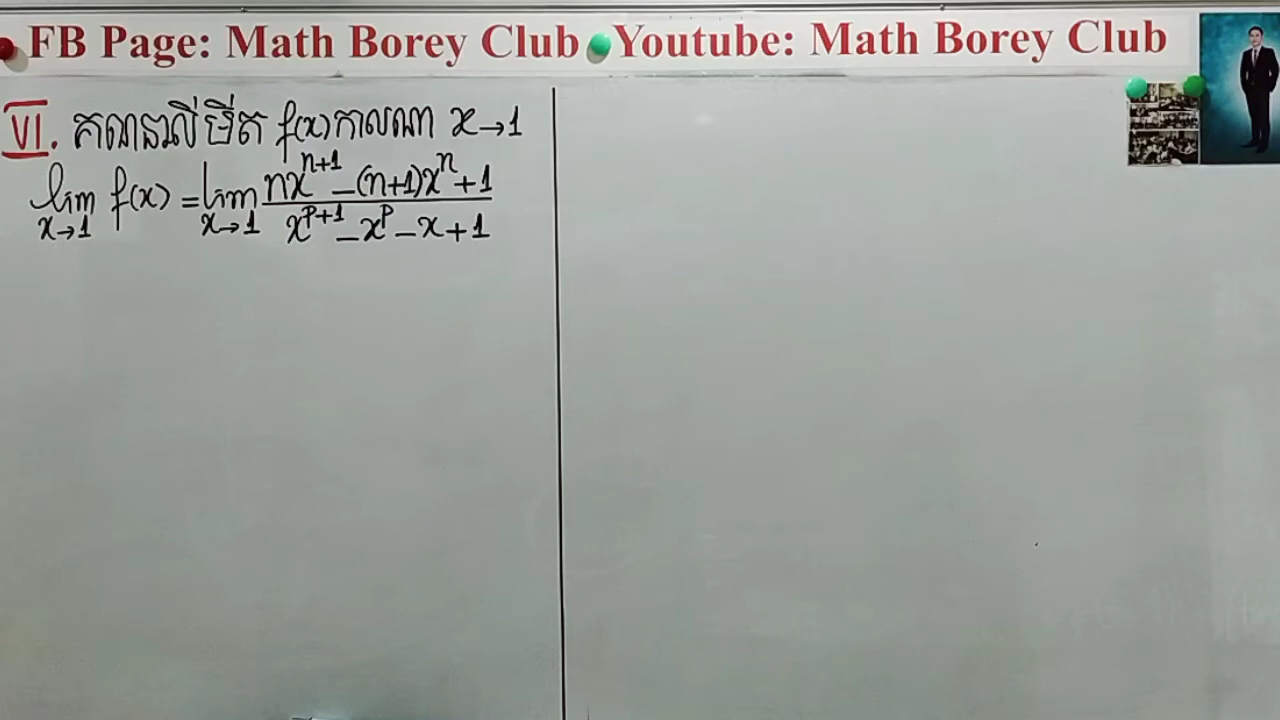 FB Page: Math Borey Club Youtube: Math Borey Club
VI. គណនាលីមីត f(x) កាលណា x→1
lim x→1 f(x) = lim x→1 (nx^(n+1) - (n+1)x^n + 1) / (x^(p+1) - x^p - x + 1)